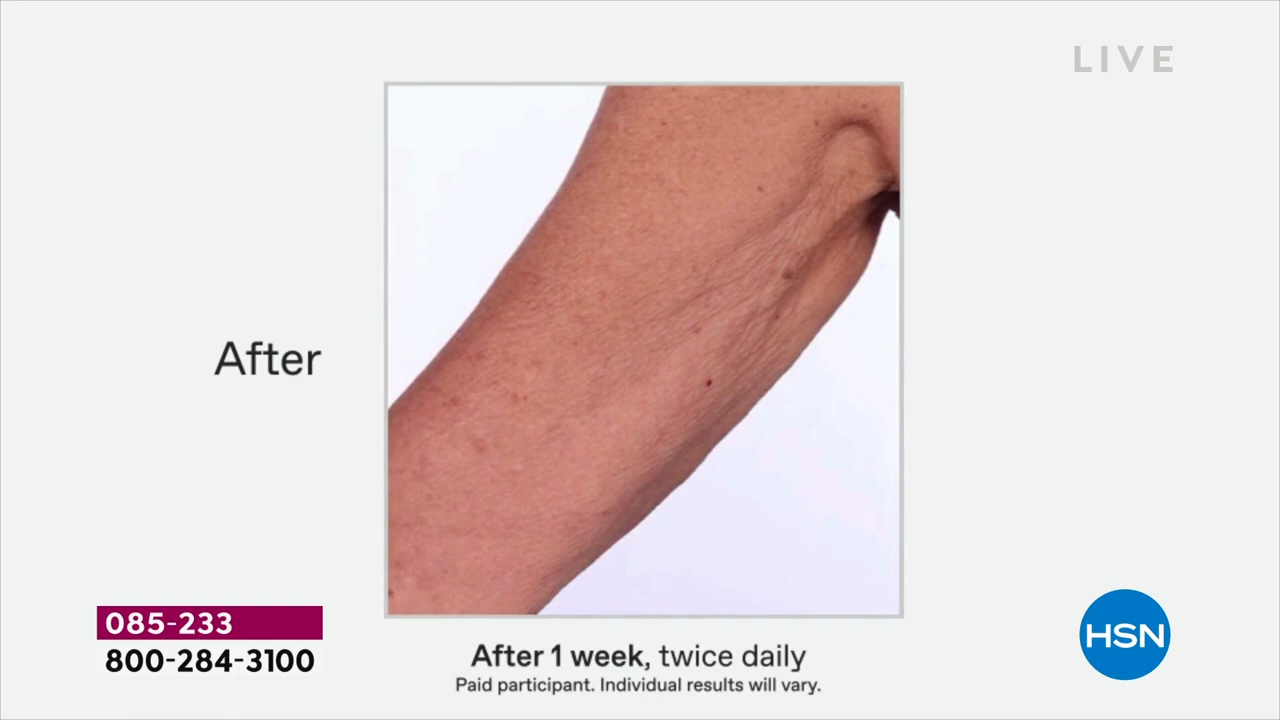 LIVE
After
085-233
800-284-3100
After 1 week, twice daily
Paid participant. Individual results will vary.
HSN